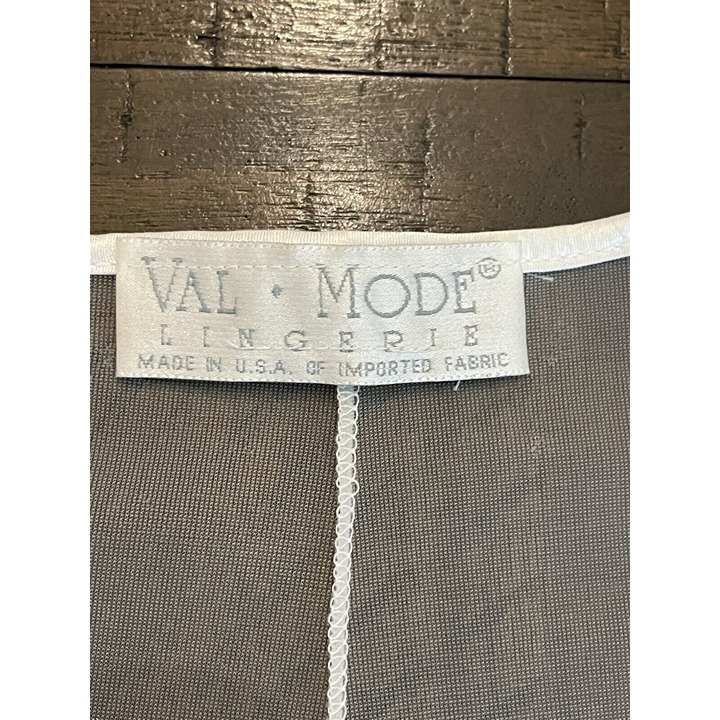 VAL · MODE®
LINGERIE
MADE IN U.S.A. OF IMPORTED FABRIC